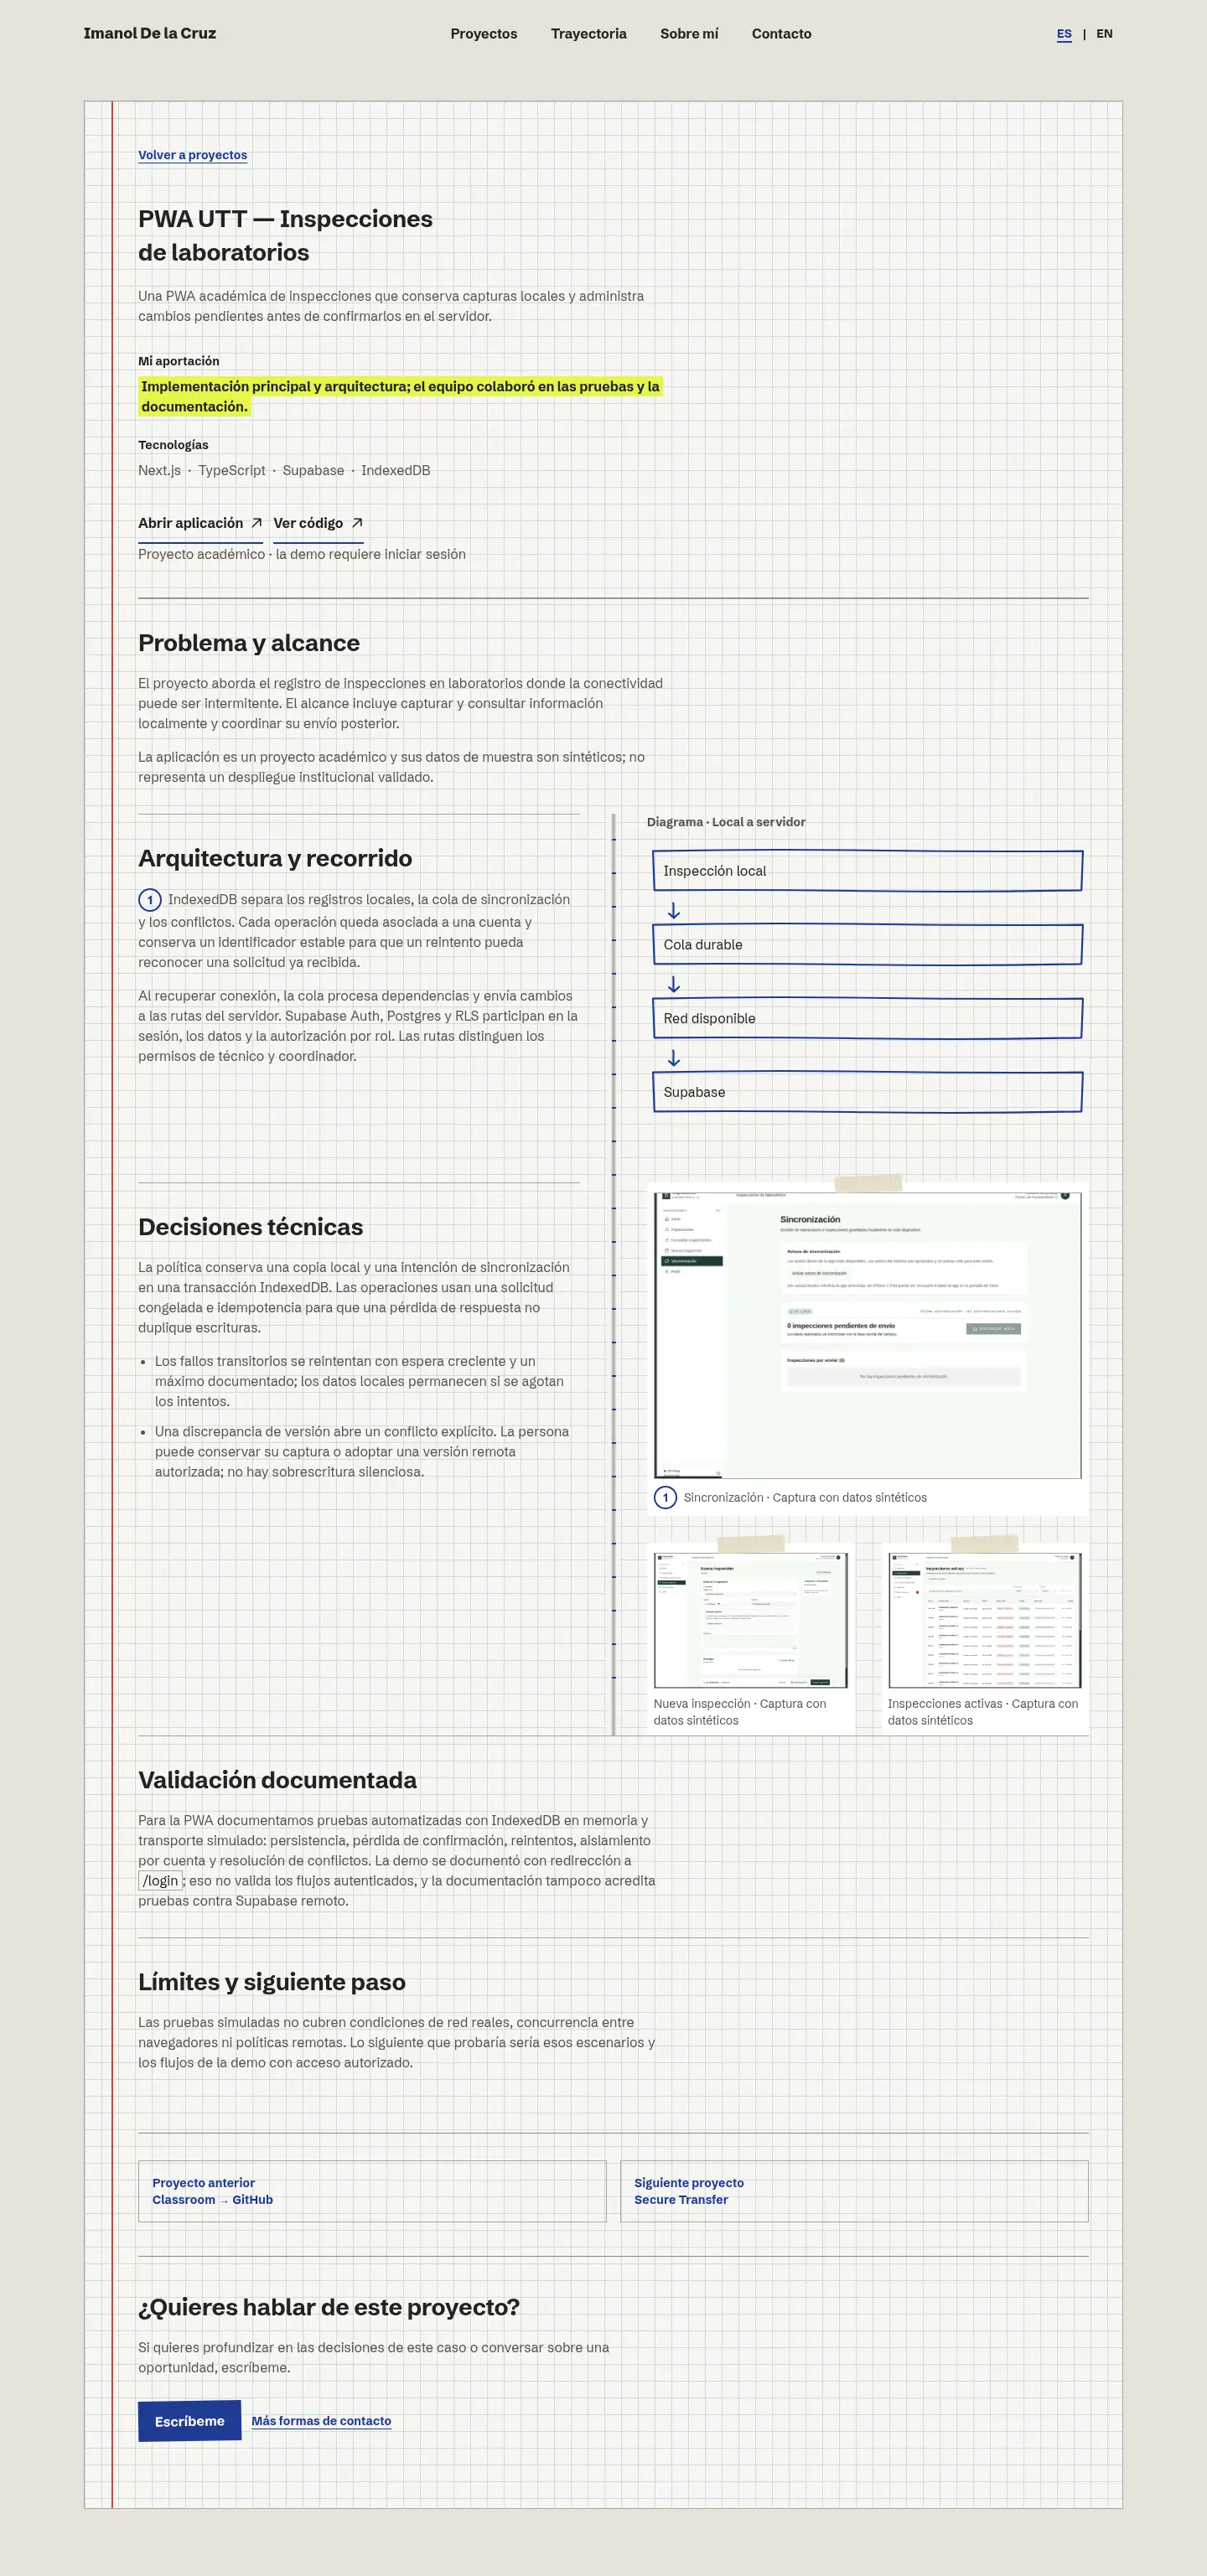 Imanol De la Cruz
Proyectos
Trayectoria
Sobre mí
Contacto
ES | EN
Volver a proyectos
PWA UTT — Inspecciones
de laboratorios
Una PWA académica de inspecciones que conserva capturas locales y administra
cambios pendientes antes de confirmarlos en el servidor.
Mi aportación
Implementación principal y arquitectura; el equipo colaboró en las pruebas y la
documentación.
Tecnologías
Next.js · TypeScript · Supabase · IndexedDB
Abrir aplicación ↗ Ver código ↗
Proyecto académico · la demo requiere iniciar sesión
Problema y alcance
El proyecto aborda el registro de inspecciones en laboratorios donde la conectividad
puede ser intermitente. El alcance incluye capturar y consultar información
localmente y coordinar su envío posterior.
La aplicación es un proyecto académico y sus datos de muestra son sintéticos; no
representa un despliegue institucional validado.
Arquitectura y recorrido
1 IndexedDB separa los registros locales, la cola de sincronización
y los conflictos. Cada operación queda asociada a una cuenta y
conserva un identificador estable para que un reintento pueda
reconocer una solicitud ya recibida.
Al recuperar conexión, la cola procesa dependencias y envía cambios
a las rutas del servidor. Supabase Auth, Postgres y RLS participan en la
sesión, los datos y la autorización por rol. Las rutas distinguen los
permisos de técnico y coordinador.
Diagrama · Local a servidor
Inspección local
↓
Cola durable
↓
Red disponible
↓
Supabase
Decisiones técnicas
La política conserva una copia local y una intención de sincronización
en una transacción IndexedDB. Las operaciones usan una solicitud
congelada e idempotencia para que una pérdida de respuesta no
duplique escrituras.
• Los fallos transitorios se reintentan con espera creciente y un
máximo documentado; los datos locales permanecen si se agotan
los intentos.
• Una discrepancia de versión abre un conflicto explícito. La persona
puede conservar su captura o adoptar una versión remota
autorizada; no hay sobrescritura silenciosa.
Sincronización
Avisos de sincronización
Activar avisos de sincronización
0 inspecciones pendientes de envío
Inspecciones por enviar (0)
1 Sincronización · Captura con datos sintéticos
Nueva inspección
Nueva inspección · Captura con
datos sintéticos
Inspecciones activas
Inspecciones activas · Captura con
datos sintéticos
Validación documentada
Para la PWA documentamos pruebas automatizadas con IndexedDB en memoria y
transporte simulado: persistencia, pérdida de confirmación, reintentos, aislamiento
por cuenta y resolución de conflictos. La demo se documentó con redirección a
/login; eso no valida los flujos autenticados, y la documentación tampoco acredita
pruebas contra Supabase remoto.
Límites y siguiente paso
Las pruebas simuladas no cubren condiciones de red reales, concurrencia entre
navegadores ni políticas remotas. Lo siguiente que probaría sería esos escenarios y
los flujos de la demo con acceso autorizado.
Proyecto anterior
Classroom → GitHub
Siguiente proyecto
Secure Transfer
¿Quieres hablar de este proyecto?
Si quieres profundizar en las decisiones de este caso o conversar sobre una
oportunidad, escríbeme.
Escríbeme
Más formas de contacto